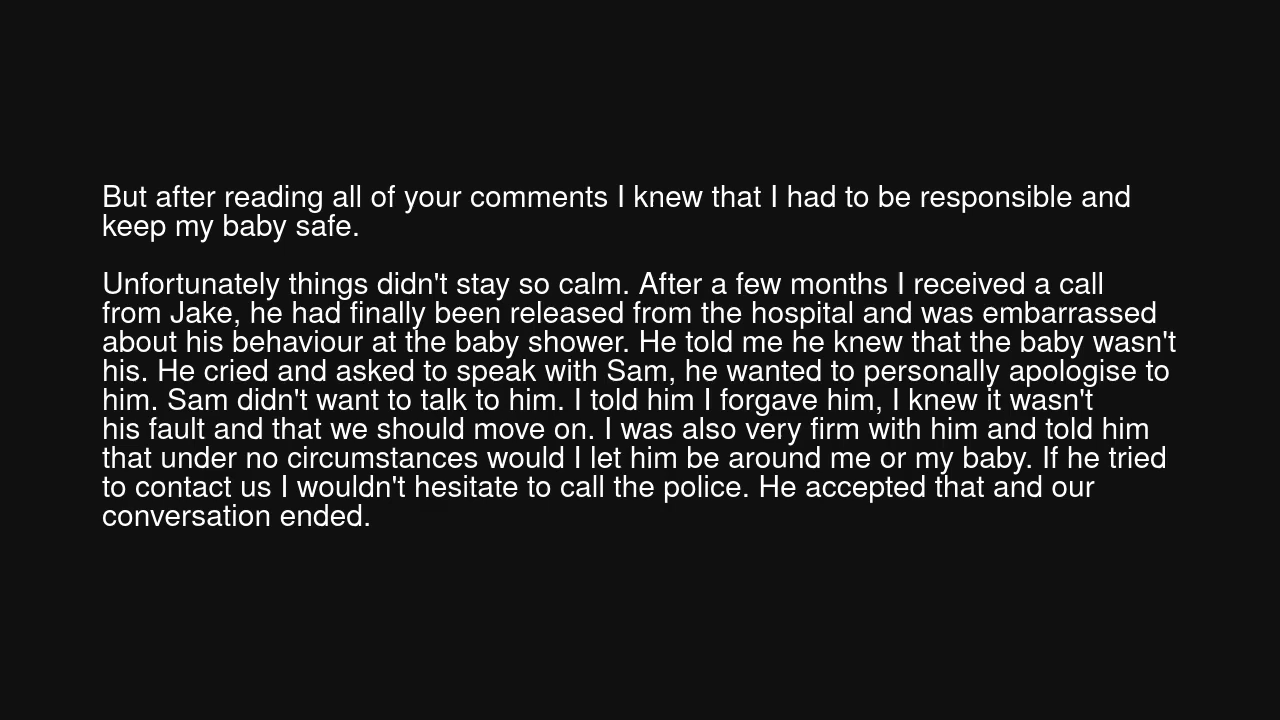 But after reading all of your comments I knew that I had to be responsible and
keep my baby safe.
Unfortunately things didn't stay so calm. After a few months I received a call
from Jake, he had finally been released from the hospital and was embarrassed
about his behaviour at the baby shower. He told me he knew that the baby wasn't
his. He cried and asked to speak with Sam, he wanted to personally apologise to
him. Sam didn't want to talk to him. I told him I forgave him, I knew it wasn't
his fault and that we should move on. I was also very firm with him and told him
that under no circumstances would I let him be around me or my baby. If he tried
to contact us I wouldn't hesitate to call the police. He accepted that and our
conversation ended.